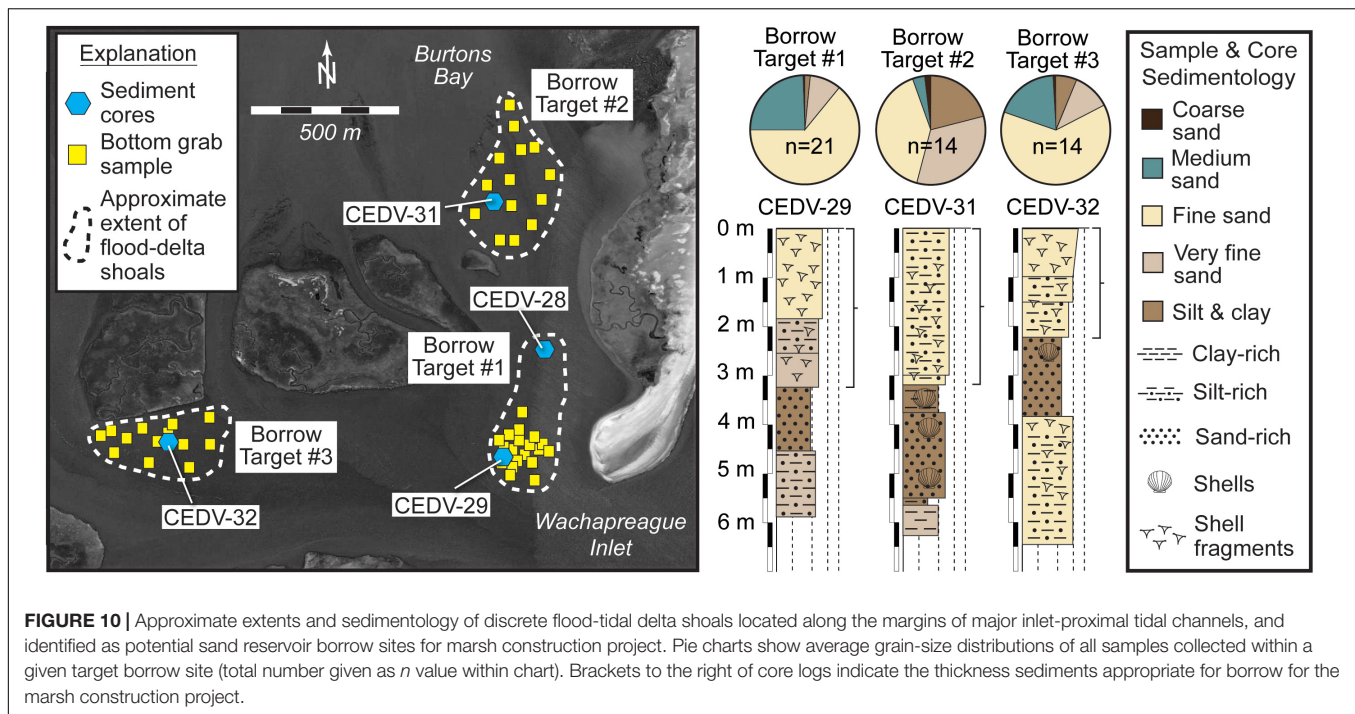 Explanation
Sediment
cores
Bottom grab
sample
Approximate
extent of
flood-delta
shoals
N
500 m
Burtons
Bay
Borrow
Target #2
CEDV-31
CEDV-28
Borrow
Target #1
Borrow
Target #3
CEDV-32
CEDV-29
Wachapreague
Inlet
Borrow
Target #1
n=21
Borrow
Target #2
n=14
Borrow
Target #3
n=14
CEDV-29
CEDV-31
CEDV-32
0 m
1 m
2 m
3 m
4 m
5 m
6 m
Sample & Core
Sedimentology
Coarse
sand
Medium
sand
Fine sand
Very fine
sand
Silt & clay
Clay-rich
Silt-rich
Sand-rich
Shells
Shell
fragments
FIGURE 10 | Approximate extents and sedimentology of discrete flood-tidal delta shoals located along the margins of major inlet-proximal tidal channels, and
identified as potential sand reservoir borrow sites for marsh construction project. Pie charts show average grain-size distributions of all samples collected within a
given target borrow site (total number given as n value within chart). Brackets to the right of core logs indicate the thickness sediments appropriate for borrow for the
marsh construction project.